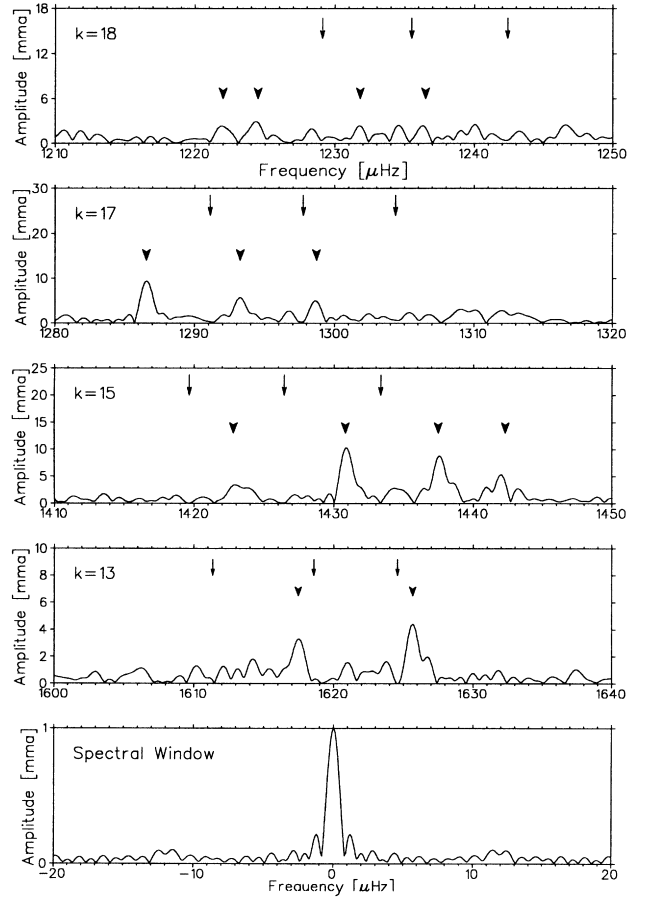 18
12
6
0
Amplitude [mma]
k=18
1210 1220 1230 1240 1250
Frequency [μHz]
30
20
10
0
Amplitude [mma]
k=17
1280 1290 1300 1310 1320
25
20
15
10
5
0
Amplitude [mma]
k=15
1410 1420 1430 1440 1450
10
8
6
4
2
0
Amplitude [mma]
k=13
1600 1610 1620 1630 1640
1
0
Amplitude [mma]
Spectral Window
-20 -10 0 10 20
Frequency [μHz]